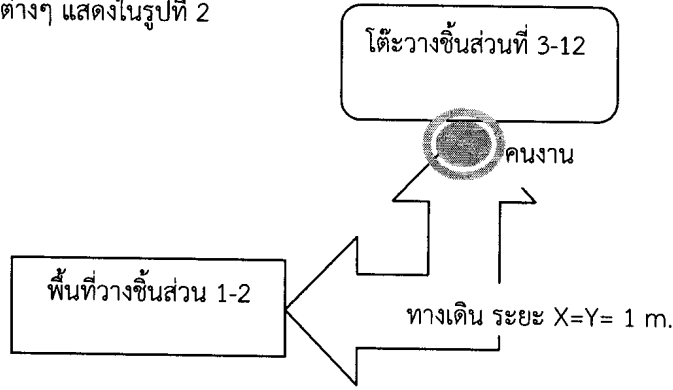 ต่างๆ แสดงในรูปที่ 2
โต๊ะวางชิ้นส่วนที่ 3-12
คนงาน
พื้นที่วางชิ้นส่วน 1-2
ทางเดิน ระยะ X=Y= 1 m.